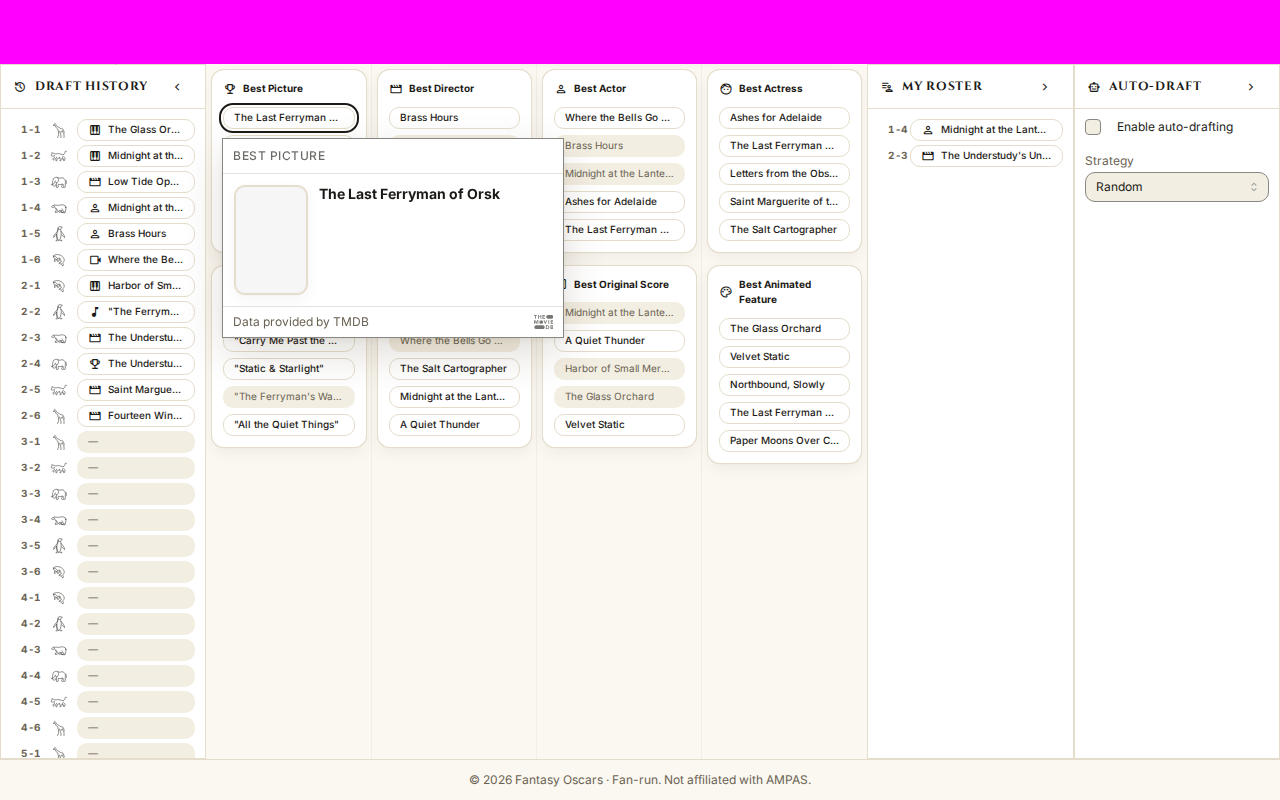 DRAFT HISTORY
1-1 The Glass Or...
1-2 Midnight at th...
1-3 Low Tide Op...
1-4 Midnight at th...
1-5 Brass Hours
1-6 Where the Be...
2-1 Harbor of Sm...
2-2 "The Ferrym...
2-3 The Understu...
2-4 The Understu...
2-5 Saint Margue...
2-6 Fourteen Win...
3-1 —
3-2 —
3-3 —
3-4 —
3-5 —
3-6 —
4-1 —
4-2 —
4-3 —
4-4 —
4-5 —
4-6 —
5-1 —
Best Picture
The Last Ferryman ...
BEST PICTURE
The Last Ferryman of Orsk
Data provided by TMDB
THE MOVIE DB
"Carry Me Past the ...
"Static & Starlight"
"The Ferryman's Wa...
"All the Quiet Things"
Best Director
Brass Hours
Where the Bells Go ...
The Salt Cartographer
Midnight at the Lant...
A Quiet Thunder
Best Actor
Where the Bells Go ...
Brass Hours
Midnight at the Lante...
Ashes for Adelaide
The Last Ferryman ...
Best Original Score
Midnight at the Lante...
A Quiet Thunder
Harbor of Small Mer...
The Glass Orchard
Velvet Static
Best Actress
Ashes for Adelaide
The Last Ferryman ...
Letters from the Obs...
Saint Marguerite of t...
The Salt Cartographer
Best Animated
Feature
The Glass Orchard
Velvet Static
Northbound, Slowly
The Last Ferryman ...
Paper Moons Over C...
MY ROSTER
1-4 Midnight at the Lant...
2-3 The Understudy's Un...
AUTO-DRAFT
Enable auto-drafting
Strategy
Random
© 2026 Fantasy Oscars · Fan-run. Not affiliated with AMPAS.